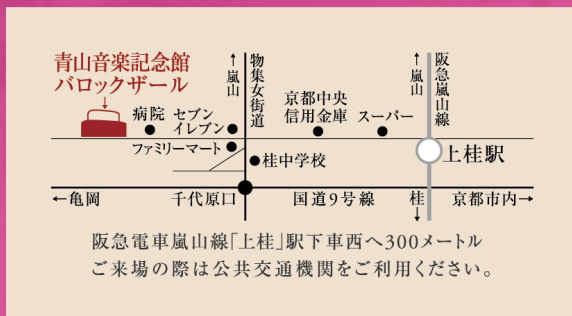 青山音楽記念館
バロックザール
↑嵐山
物集女街道
↑嵐山
阪急嵐山線
病院
セブン
イレブン
京都中央
信用金庫
スーパー
ファミリーマート
桂中学校
上桂駅
←亀岡
千代原口
国道9号線
桂↓
京都市内→
阪急電車嵐山線「上桂」駅下車西へ300メートル
ご来場の際は公共交通機関をご利用ください。